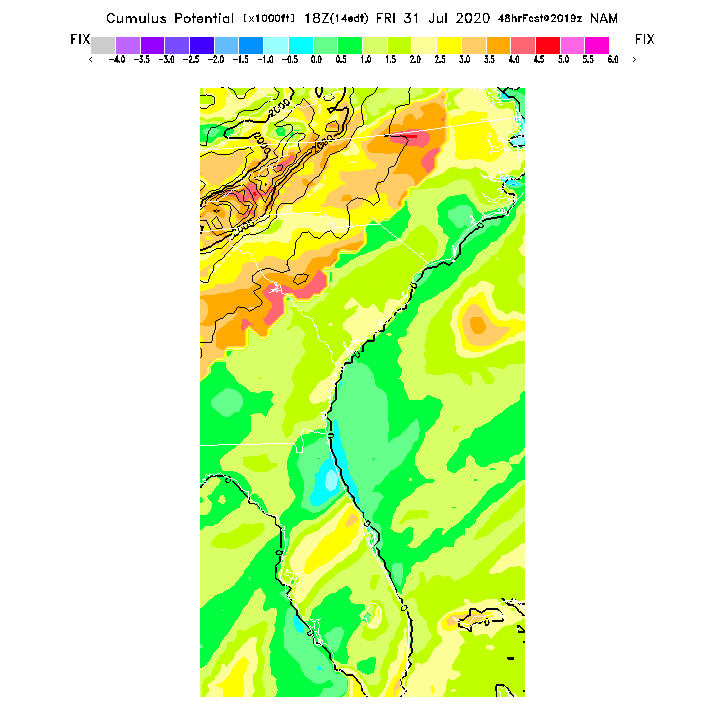 Cumulus Potential [x1000ft] 18Z(14edt) FRI 31 Jul 2020 48hrFcst@2019z NAM
FIX FIX
< -4.0 -3.5 -3.0 -2.5 -2.0 -1.5 -1.0 -0.5 0.0 0.5 1.0 1.5 2.0 2.5 3.0 3.5 4.0 4.5 5.0 5.5 6.0 >
2000
2000